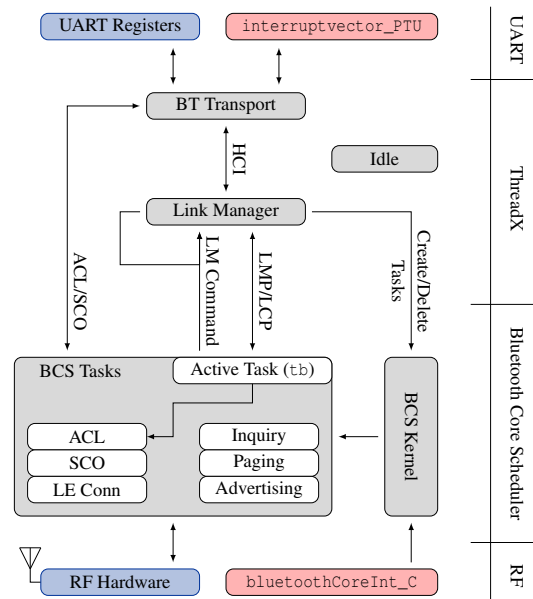 UART Registers
interruptvector_PTU
UART
BT Transport
HCI
Idle
ThreadX
Link Manager
ACL/SCO
LM Command
LMP/LCP
Create/Delete
Tasks
BCS Tasks
Active Task (tb)
BCS Kernel
Bluetooth Core Scheduler
ACL
Inquiry
SCO
Paging
LE Conn
Advertising
RF Hardware
bluetoothCoreInt_C
RF